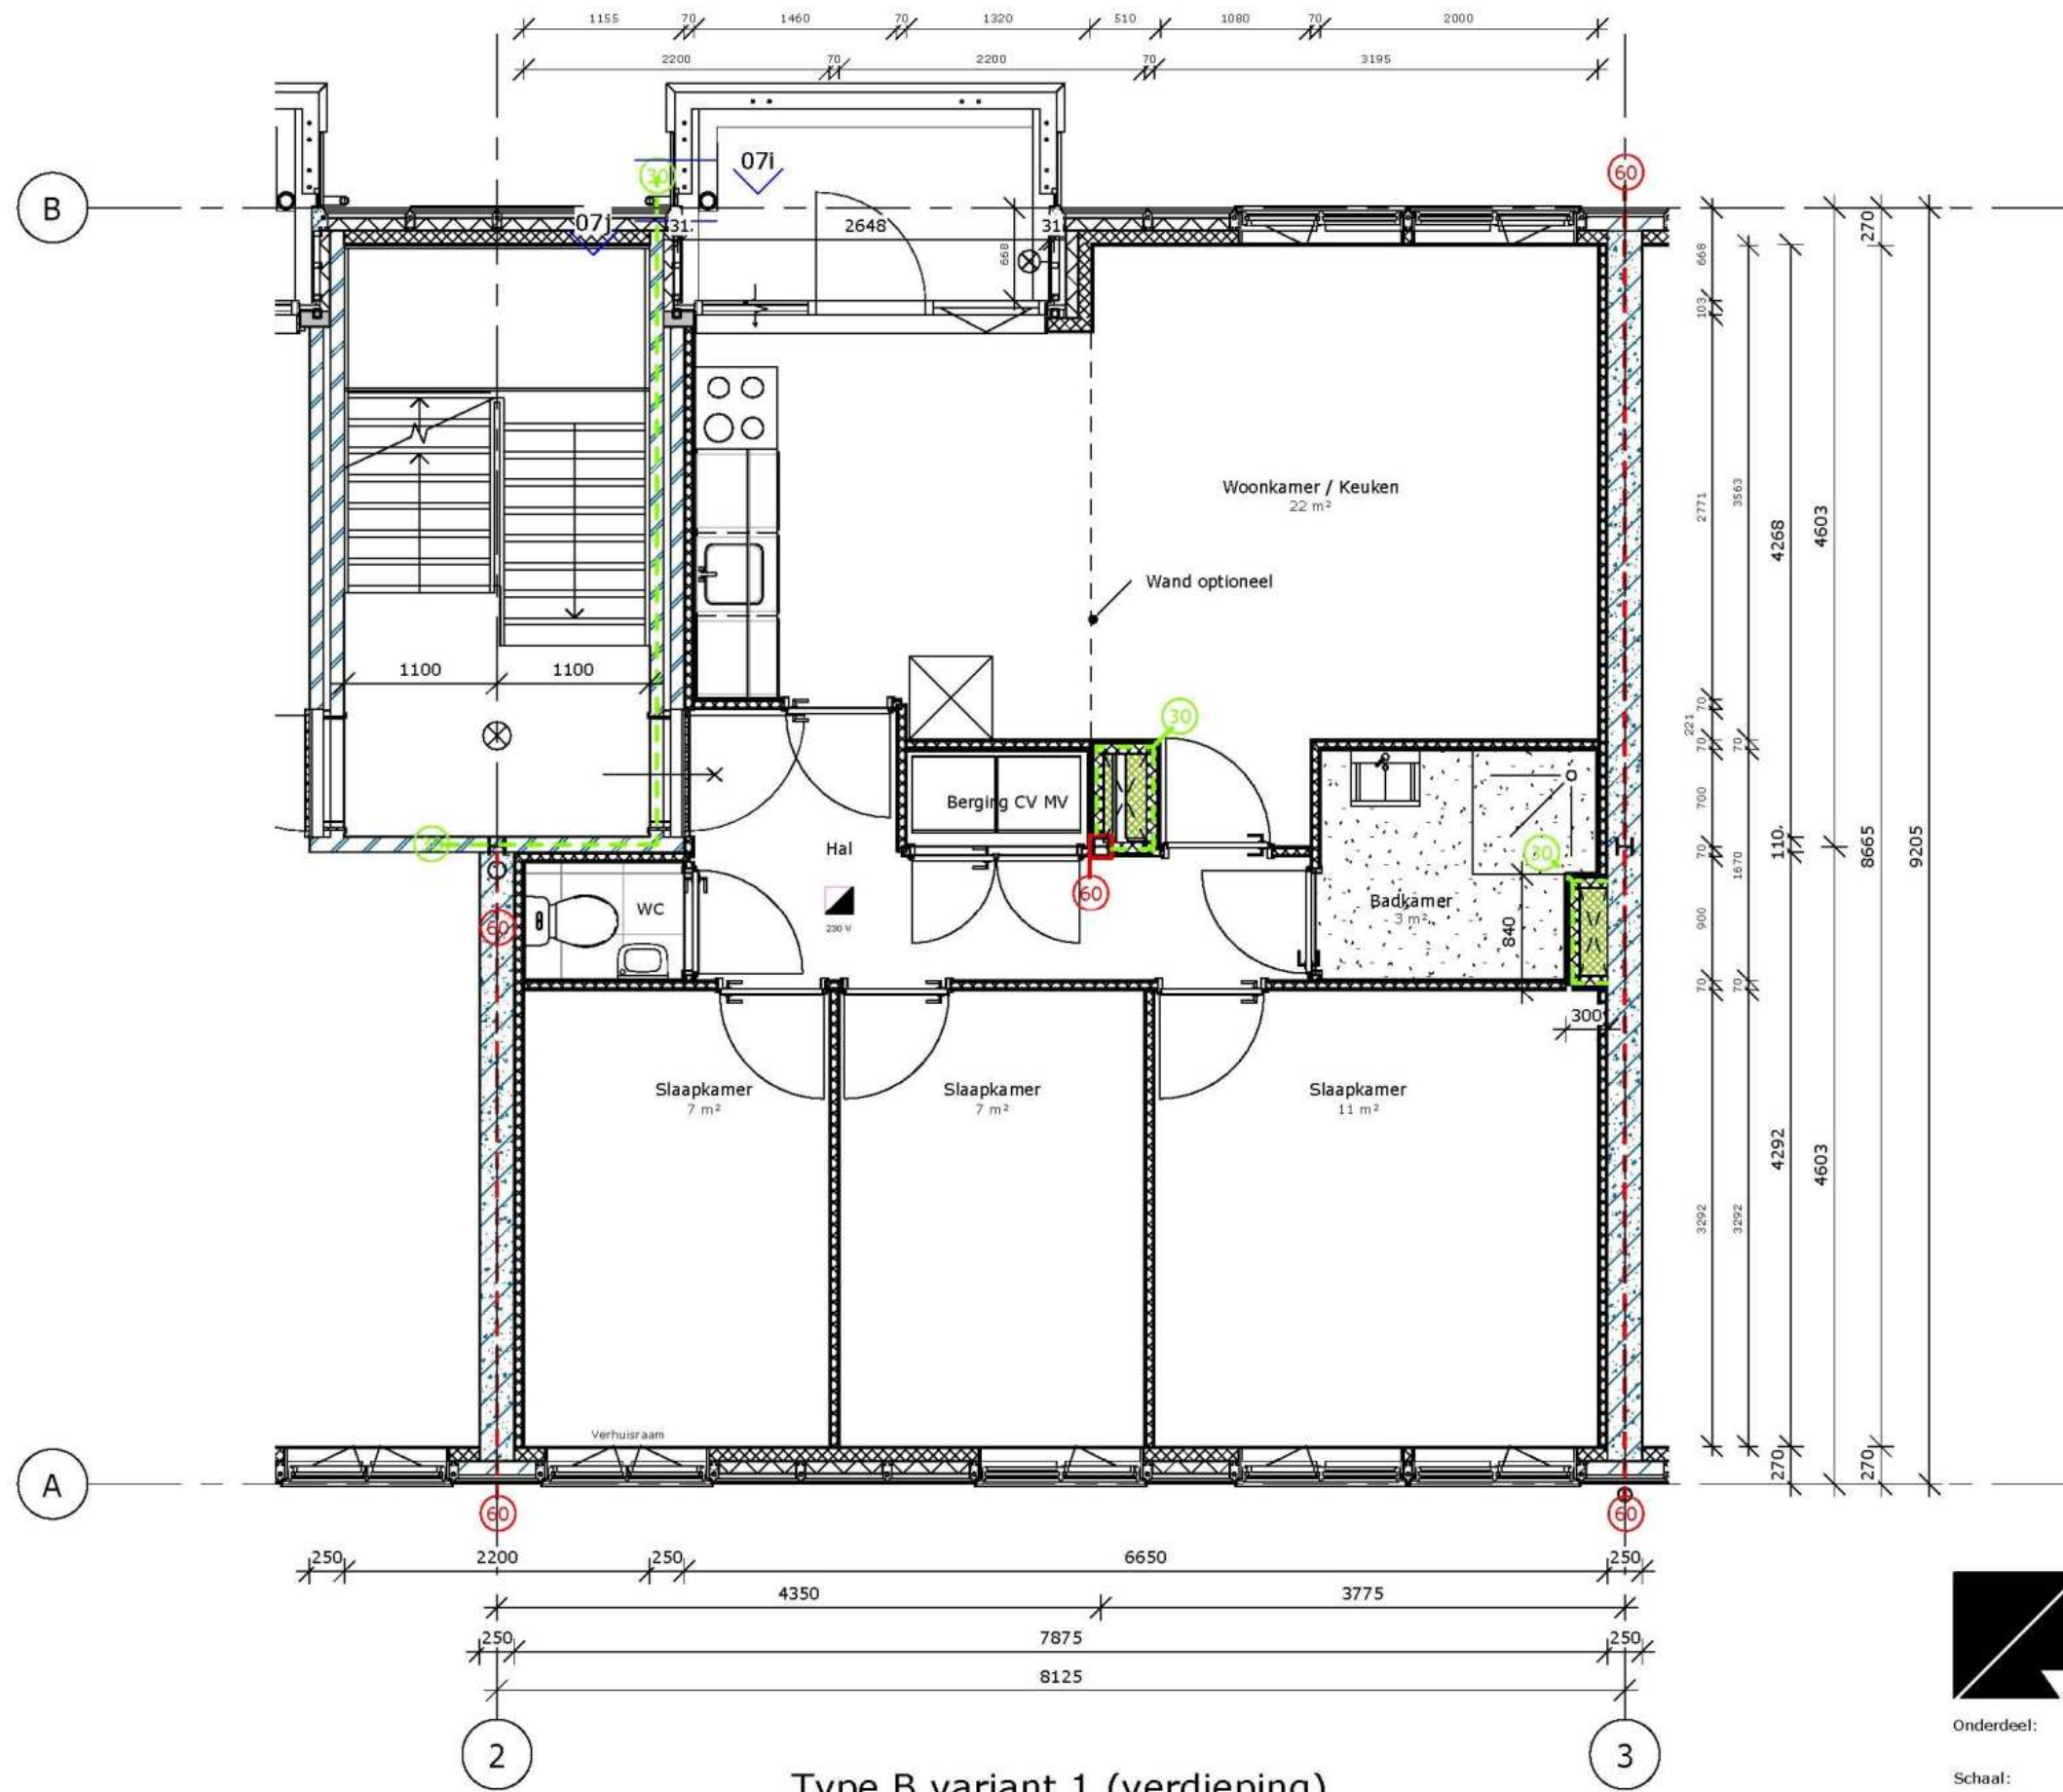 1155 70 1460 70 1320 510 1080 70 2000
2200 70 2200 70 3195
B
07i
60
30
07j
31.
2648
31
668
270
668
103
Woonkamer / Keuken
22 m²
2771
3563
4268
4603
Wand optioneel
1100
1100
30
70
221
70
70
Berging CV MV
700
Hal
30
110.
8665
9205
70
1670
60
WC
Badkamer
3 m²
60
230 V
840
900
70
70
300
Slaapkamer
7 m²
Slaapkamer
7 m²
Slaapkamer
11 m²
4292
4603
3292
3292
Verhuisraam
A
270
270
60
60
250 2200 250 6650 250
4350 3775
250 7875 250
8125
2
3
Onderdeel:
Schaal:
Type B variant 1 (verdieping)